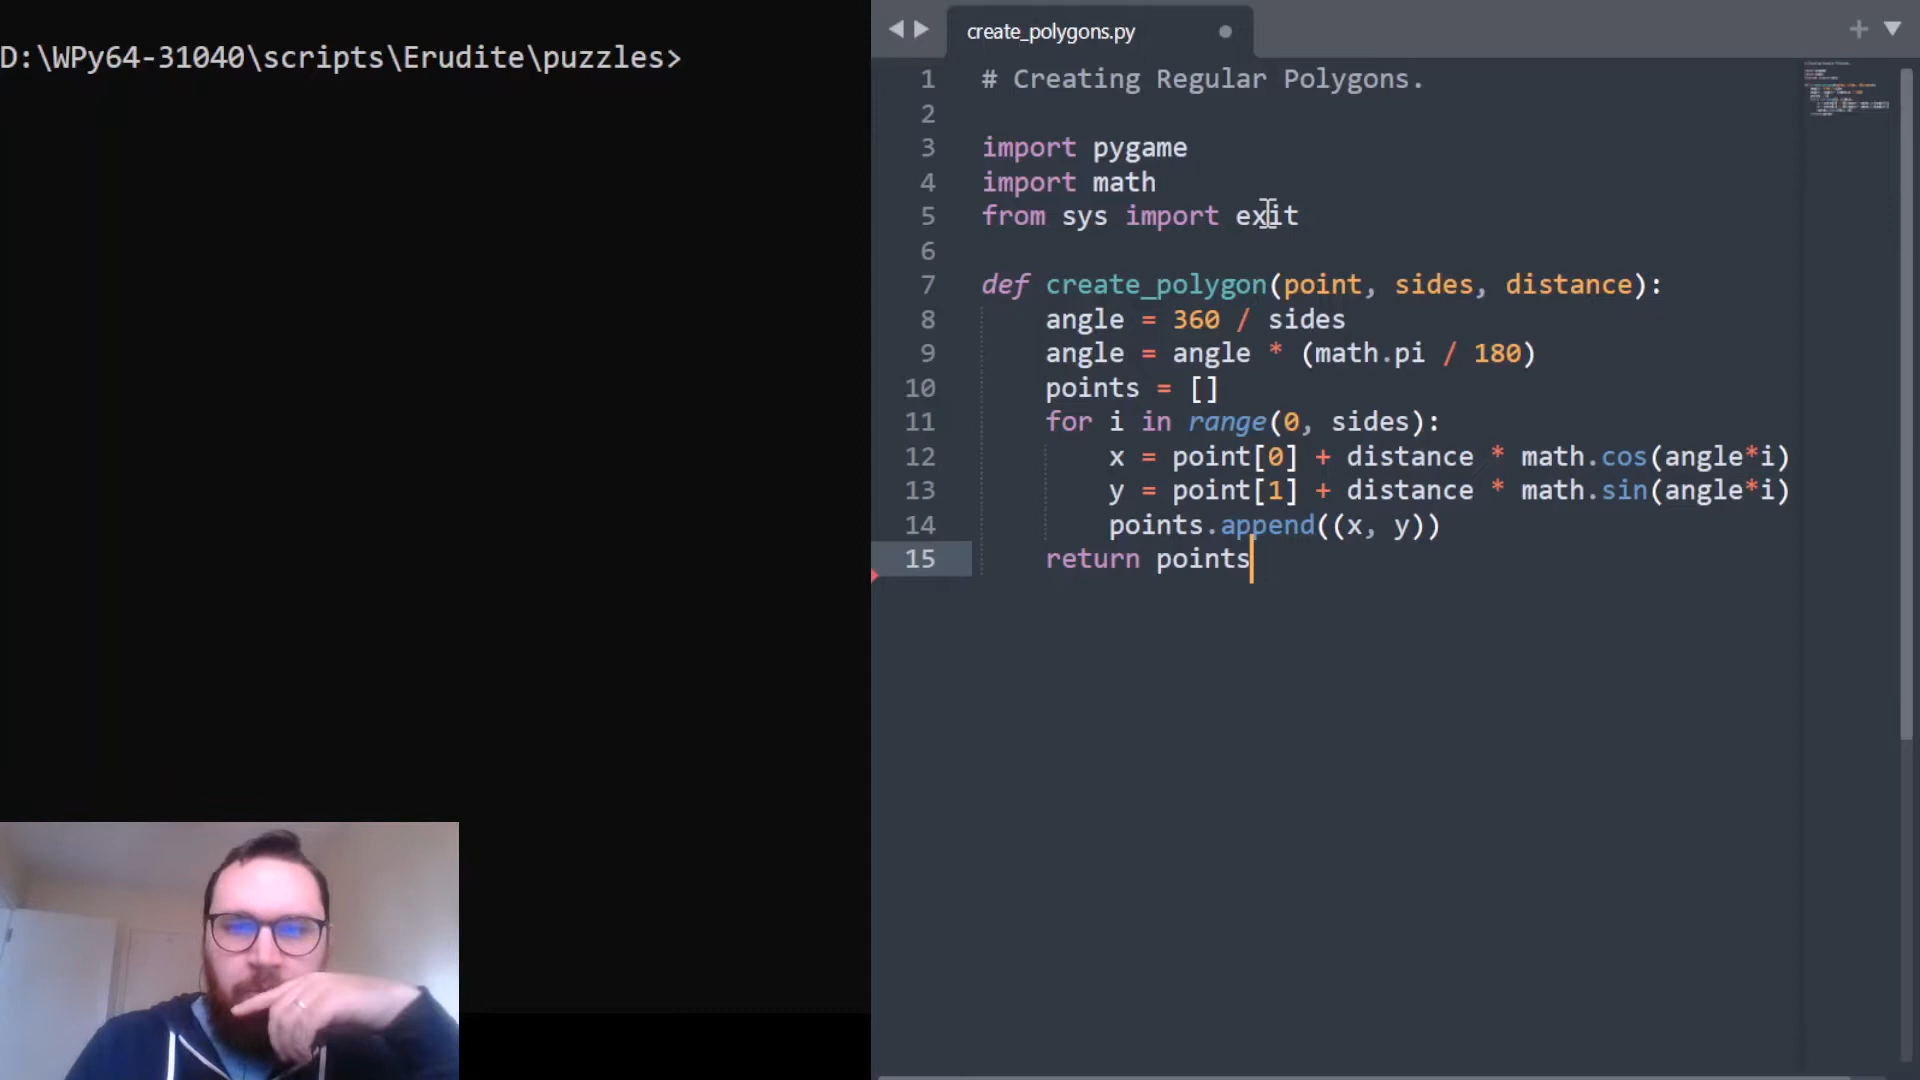 D:\WPy64-31040\scripts\Erudite\puzzles>
create_polygons.py
1 # Creating Regular Polygons.
2
3 import pygame
4 import math
5 from sys import exit
6
7 def create_polygon(point, sides, distance):
8 angle = 360 / sides
9 angle = angle * (math.pi / 180)
10 points = []
11 for i in range(0, sides):
12 x = point[0] + distance * math.cos(angle*i)
13 y = point[1] + distance * math.sin(angle*i)
14 points.append((x, y))
15 return points